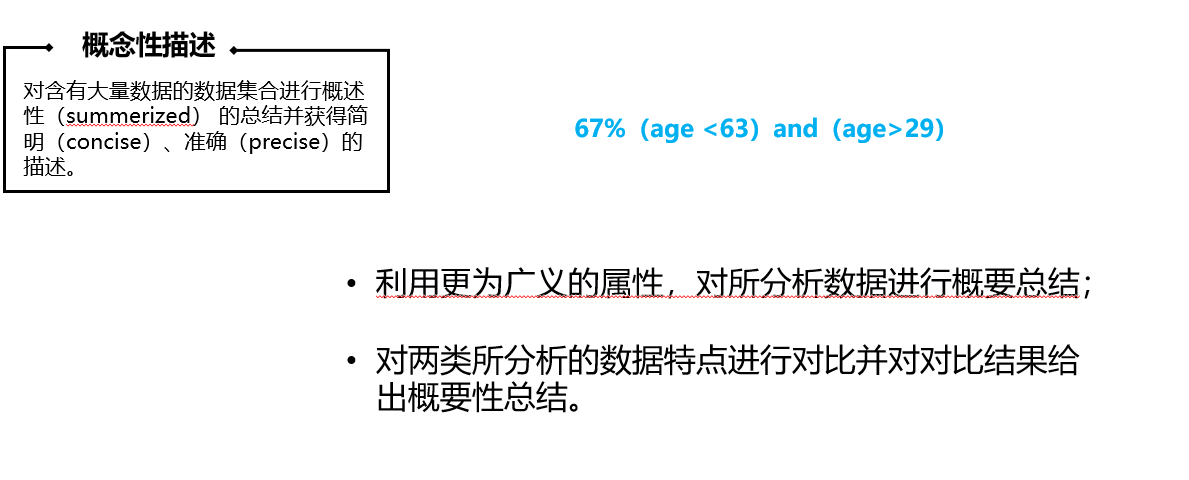 概念性描述
对含有大量数据的数据集合进行概述
性（summerized） 的总结并获得简
明（concise）、准确（precise）的
描述。
67%（age <63）and（age>29）
• 利用更为广义的属性，对所分析数据进行概要总结；
• 对两类所分析的数据特点进行对比并对对比结果给
出概要性总结。